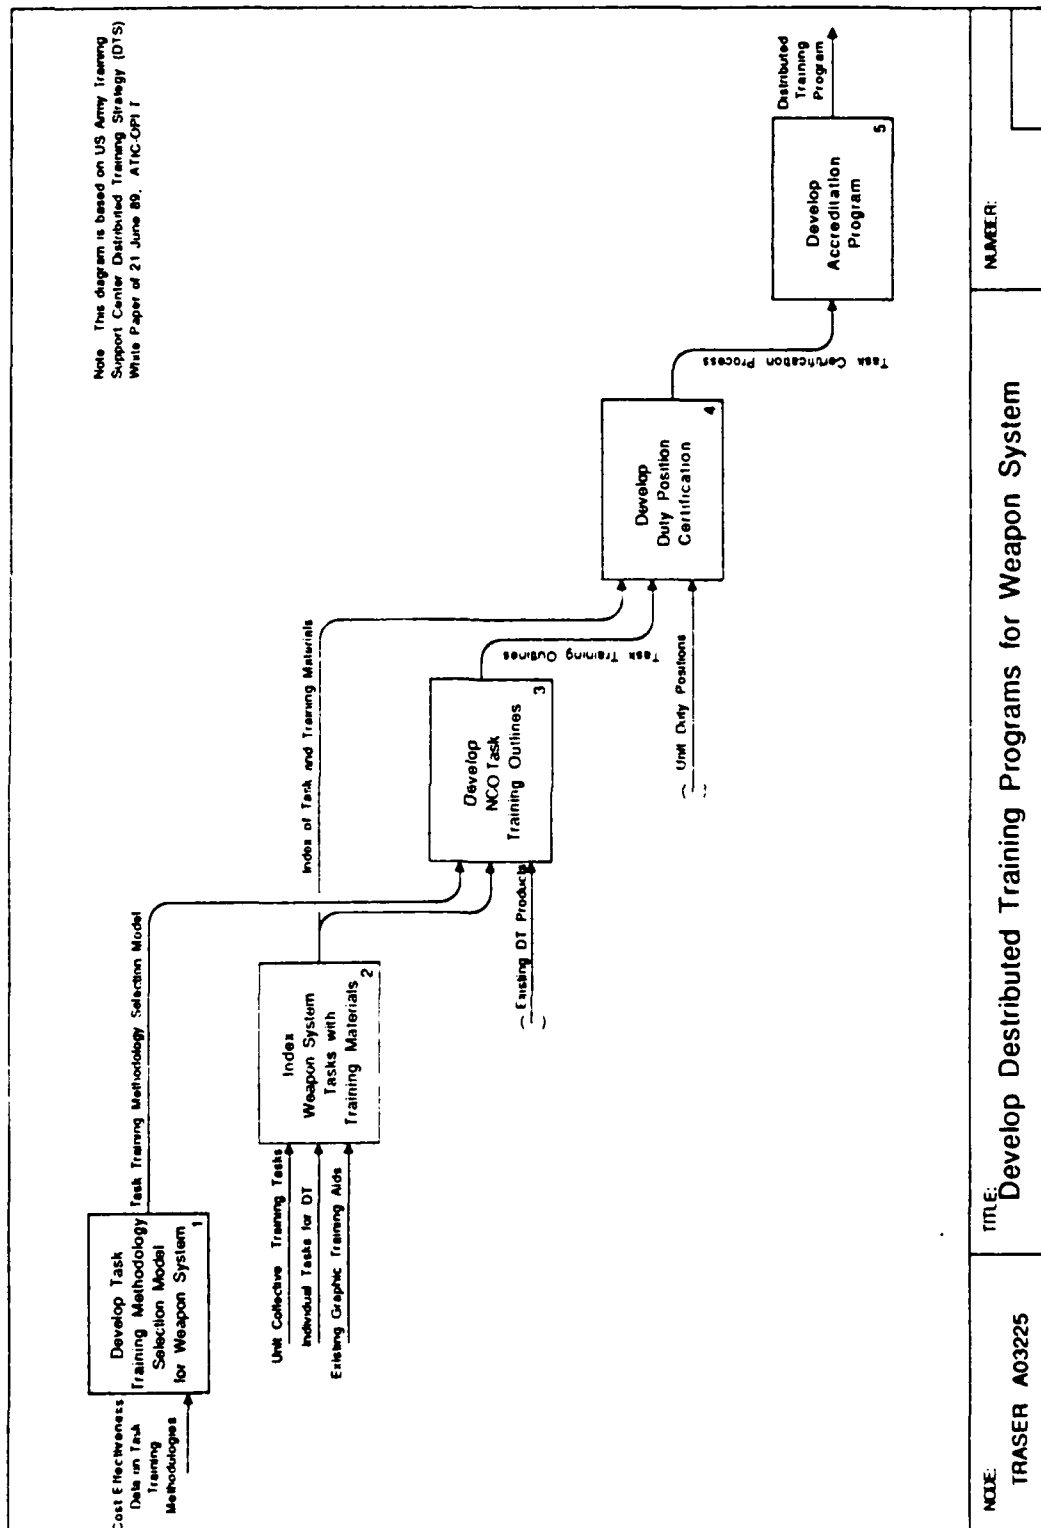 Note This diagram is based on US Army Training
Support Center Distributed Training Strategy (DTS)
White Paper of 21 June 89, ATIC-OPIT
Cost Effectiveness
Data on Task
Training
Methodologies
Develop Task
Training Methodology
Selection Model
for Weapon System
1
Task Training Methodology Selection Model
Unit Collective Training Tasks
Individual Tasks for DT
Existing Graphic Training Aids
Index
Weapon System
Tasks with
Training Materials
2
Index of Task and Training Materials
( ) Existing DT Products
Develop
NCO Task
Training Outlines
3
Task Training Outlines
( ) Unit Duty Positions
Develop
Duty Position
Certification
4
Task Certification Process
Develop
Accreditation
Program
5
Distributed
Training
Program
NODE:
TRASER A03225
TITLE:
Develop Destributed Training Programs for Weapon System
NUMBER: